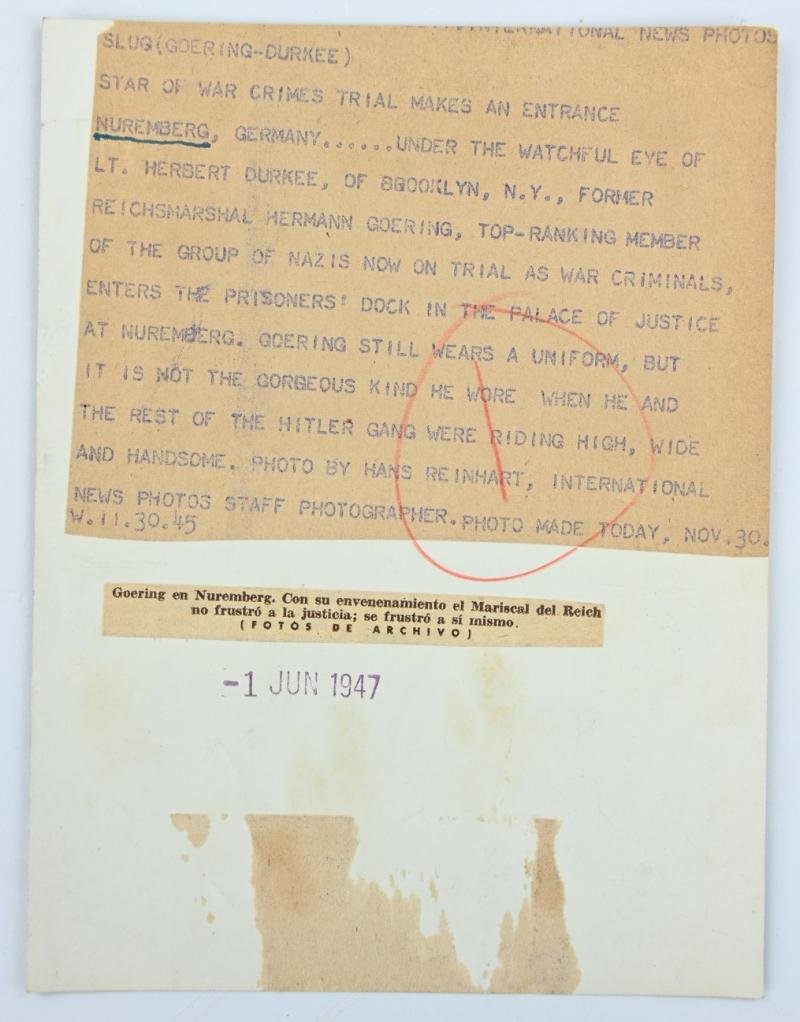 INTERNATIONAL NEWS PHOTOS
SLUG(GOERING-DURKEE)
STAR OF WAR CRIMES TRIAL MAKES AN ENTRANCE
NUREMBERG, GERMANY......UNDER THE WATCHFUL EYE OF
LT. HERBERT DURKEE, OF BROOKLYN, N.Y., FORMER
REICHSMARSHAL HERMANN GOERING, TOP-RANKING MEMBER
OF THE GROUP OF NAZIS NOW ON TRIAL AS WAR CRIMINALS,
ENTERS THE PRISONERS' DOCK IN THE PALACE OF JUSTICE
AT NUREMBERG. GOERING STILL WEARS A UNIFORM, BUT
IT IS NOT THE GORGEOUS KIND HE WORE WHEN HE AND
THE REST OF THE HITLER GANG WERE RIDING HIGH, WIDE
AND HANDSOME. PHOTO BY HANS REINHART, INTERNATIONAL
NEWS PHOTOS STAFF PHOTOGRAPHER. PHOTO MADE TODAY, NOV.30.
W.11.30.45
Goering en Nuremberg. Con su envenenamiento el Mariscal del Reich
no frustró a la justicia; se frustró a sí mismo.
(FOTOS DE ARCHIVO)
-1 JUN 1947